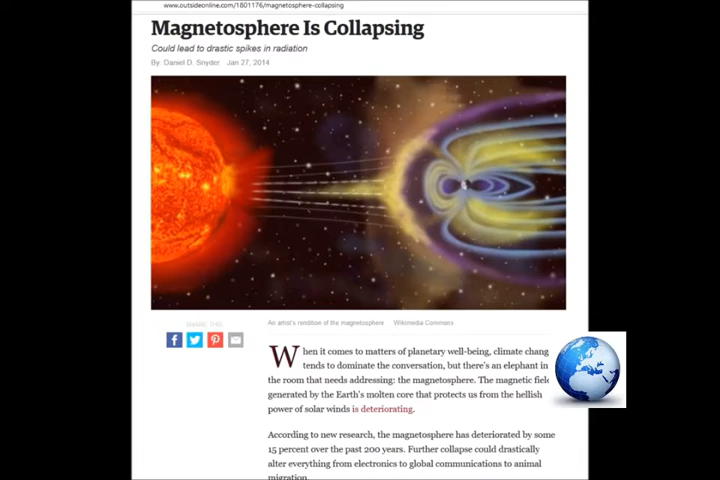 www.outsideonline.com/1801176/magnetosphere-collapsing
Magnetosphere Is Collapsing
Could lead to drastic spikes in radiation
By: Daniel D. Snyder Jan 27, 2014
SHARE THIS
An artist's rendition of the magnetosphere Wikimedia Commons
When it comes to matters of planetary well-being, climate chang
tends to dominate the conversation, but there's an elephant in
the room that needs addressing: the magnetosphere. The magnetic field
generated by the Earth's molten core that protects us from the hellish
power of solar winds is deteriorating.
According to new research, the magnetosphere has deteriorated by some
15 percent over the past 200 years. Further collapse could drastically
alter everything from electronics to global communications to animal
migration.